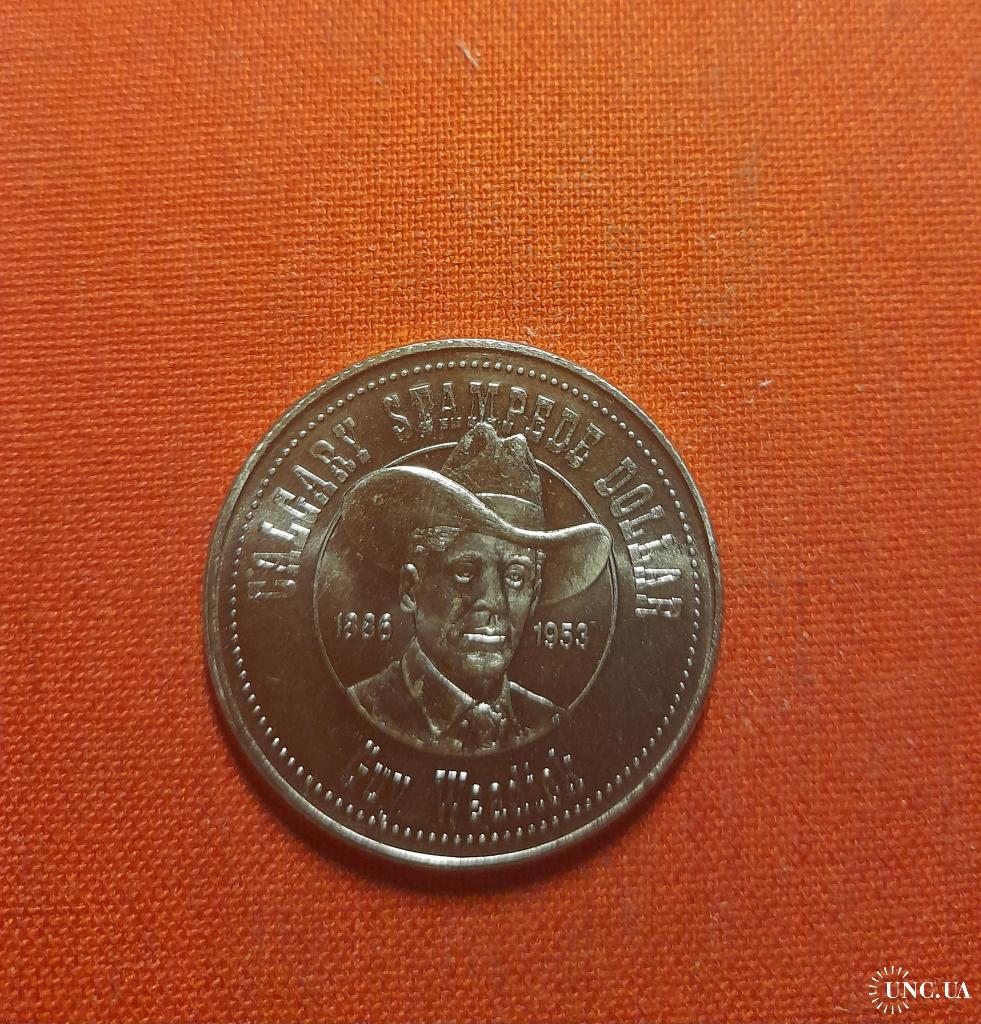 CALGARY STAMPEDE DOLLAR
1886 1953
Guy Weadick
UNC.UA